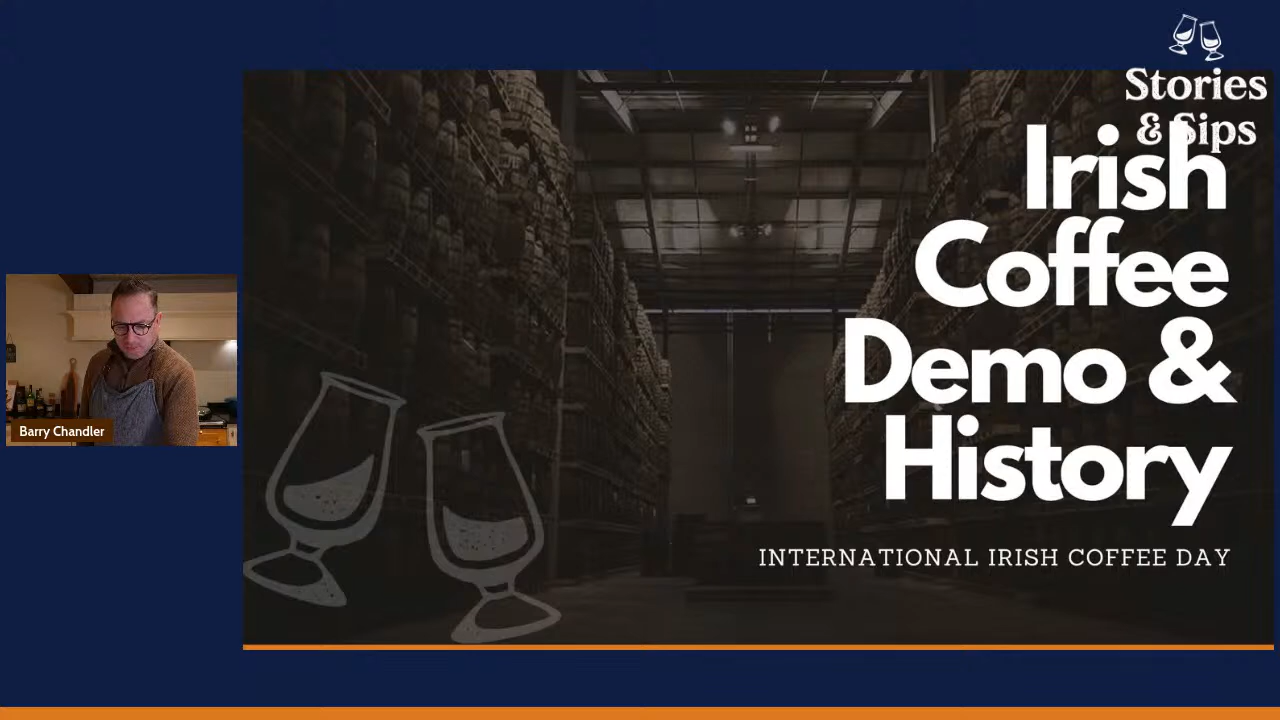 Stories
& Sips
Irish
Coffee
Demo &
History
INTERNATIONAL IRISH COFFEE DAY
Barry Chandler